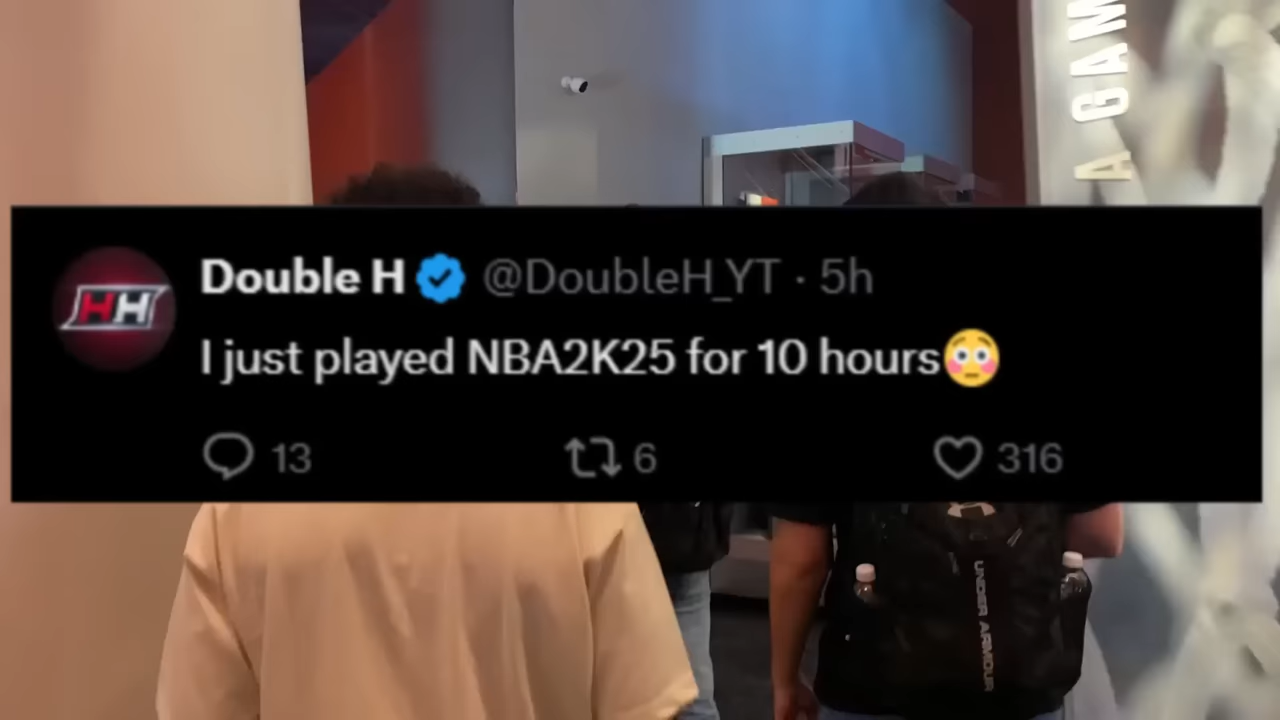 A GAM
HH
Double H @DoubleH_YT · 5h
I just played NBA2K25 for 10 hours😳
13 6 316
UNDER ARMOUR